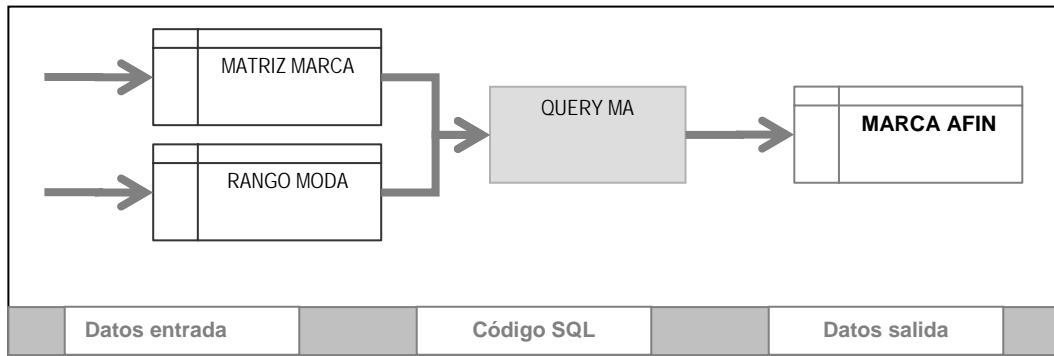 MATRIZ MARCA
RANGO MODA
QUERY MA
MARCA AFIN
Datos entrada
Código SQL
Datos salida